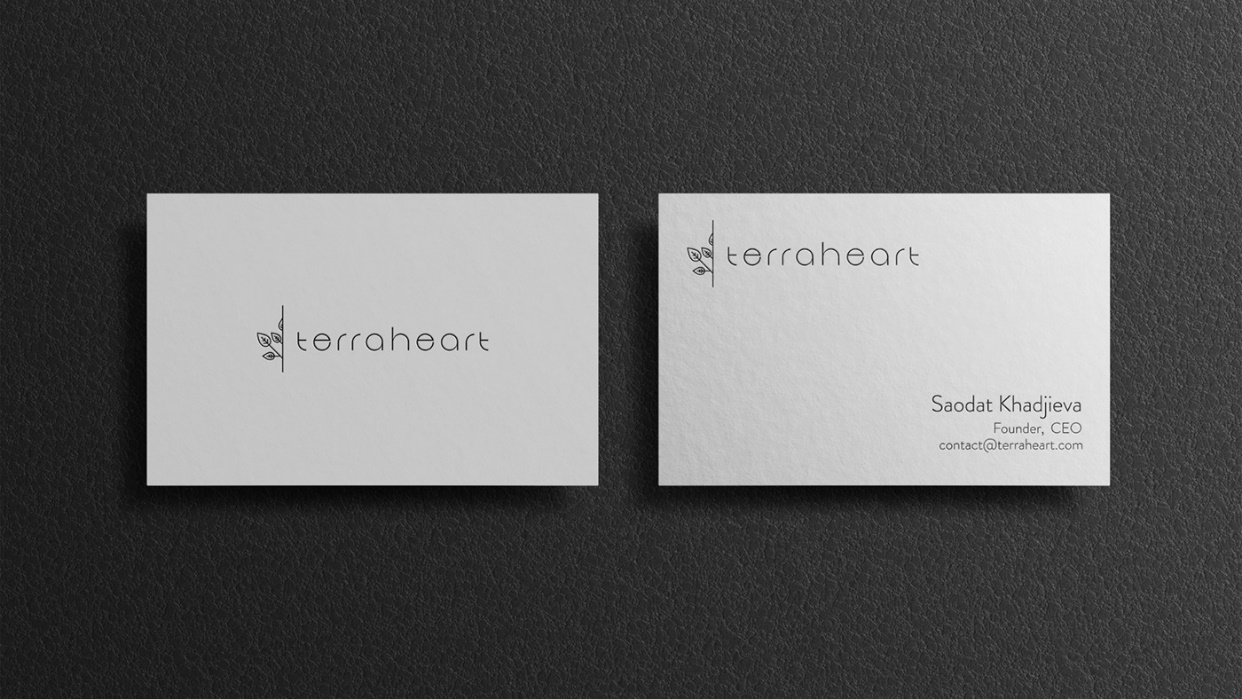 terraheart
terraheart
Saodat Khadjieva
Founder, CEO
contact@terraheart.com